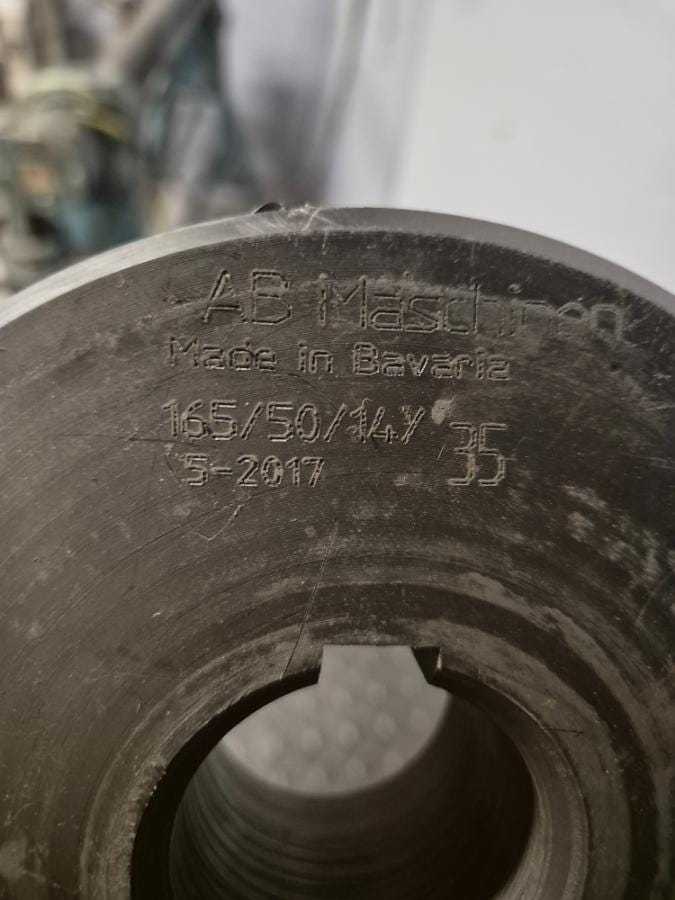 AB Maschinen
Made in Bavaria
165/50/14/ 35
5-2017